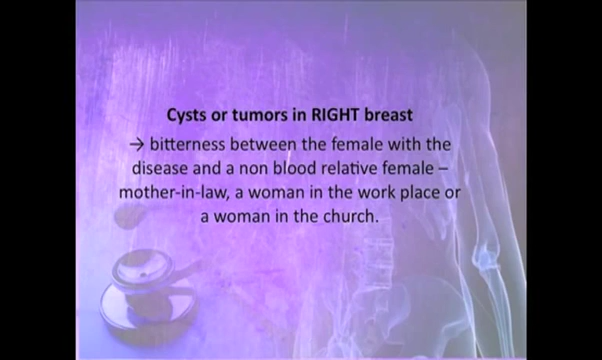 Cysts or tumors in RIGHT breast
→ bitterness between the female with the
disease and a non blood relative female –
mother-in-law, a woman in the work place or
a woman in the church.